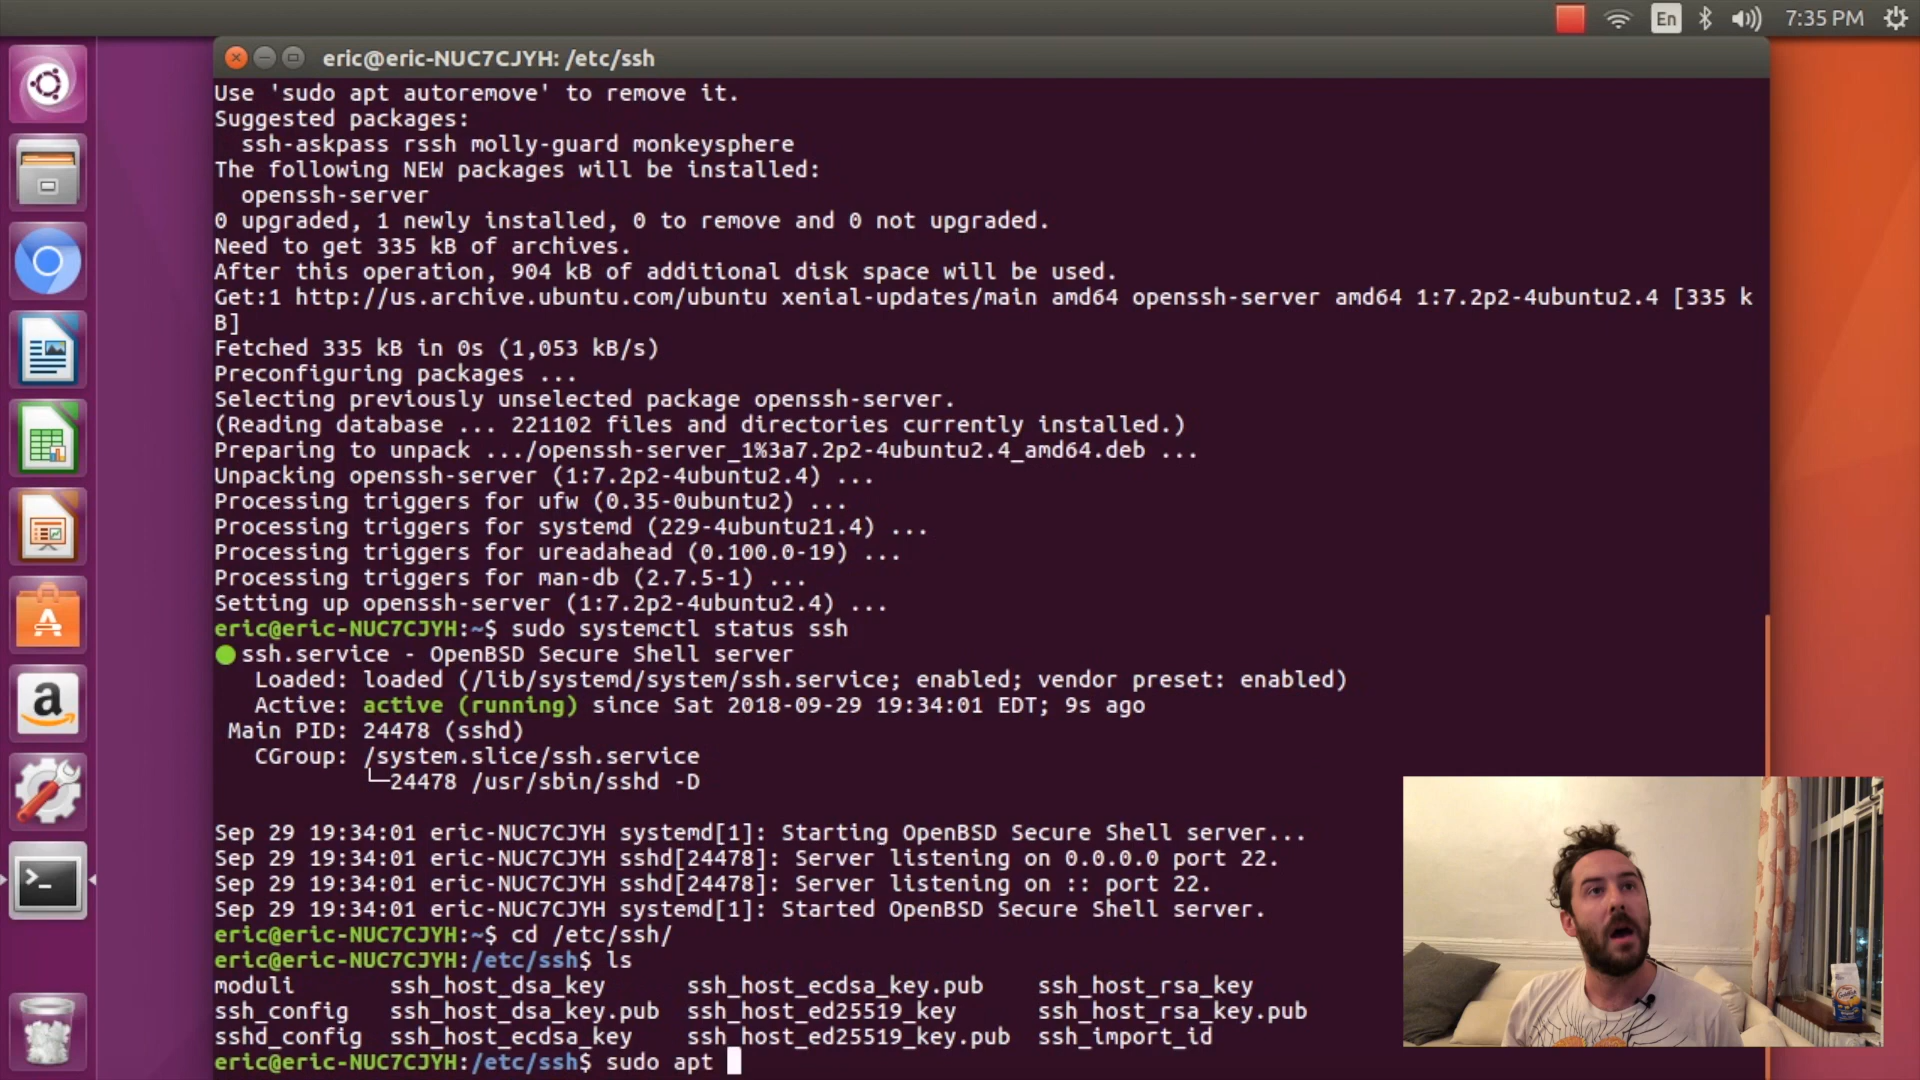 En 7:35 PM
eric@eric-NUC7CJYH: /etc/ssh
Use 'sudo apt autoremove' to remove it.
Suggested packages:
  ssh-askpass rssh molly-guard monkeysphere
The following NEW packages will be installed:
  openssh-server
0 upgraded, 1 newly installed, 0 to remove and 0 not upgraded.
Need to get 335 kB of archives.
After this operation, 904 kB of additional disk space will be used.
Get:1 http://us.archive.ubuntu.com/ubuntu xenial-updates/main amd64 openssh-server amd64 1:7.2p2-4ubuntu2.4 [335 k
B]
Fetched 335 kB in 0s (1,053 kB/s)
Preconfiguring packages ...
Selecting previously unselected package openssh-server.
(Reading database ... 221102 files and directories currently installed.)
Preparing to unpack .../openssh-server_1%3a7.2p2-4ubuntu2.4_amd64.deb ...
Unpacking openssh-server (1:7.2p2-4ubuntu2.4) ...
Processing triggers for ufw (0.35-0ubuntu2) ...
Processing triggers for systemd (229-4ubuntu21.4) ...
Processing triggers for ureadahead (0.100.0-19) ...
Processing triggers for man-db (2.7.5-1) ...
Setting up openssh-server (1:7.2p2-4ubuntu2.4) ...
eric@eric-NUC7CJYH:~$ sudo systemctl status ssh
● ssh.service - OpenBSD Secure Shell server
   Loaded: loaded (/lib/systemd/system/ssh.service; enabled; vendor preset: enabled)
   Active: active (running) since Sat 2018-09-29 19:34:01 EDT; 9s ago
 Main PID: 24478 (sshd)
   CGroup: /system.slice/ssh.service
           └─24478 /usr/sbin/sshd -D
Sep 29 19:34:01 eric-NUC7CJYH systemd[1]: Starting OpenBSD Secure Shell server...
Sep 29 19:34:01 eric-NUC7CJYH sshd[24478]: Server listening on 0.0.0.0 port 22.
Sep 29 19:34:01 eric-NUC7CJYH sshd[24478]: Server listening on :: port 22.
Sep 29 19:34:01 eric-NUC7CJYH systemd[1]: Started OpenBSD Secure Shell server.
eric@eric-NUC7CJYH:~$ cd /etc/ssh/
eric@eric-NUC7CJYH:/etc/ssh$ ls
moduli ssh_host_dsa_key ssh_host_ecdsa_key.pub ssh_host_rsa_key
ssh_config ssh_host_dsa_key.pub ssh_host_ed25519_key ssh_host_rsa_key.pub
sshd_config ssh_host_ecdsa_key ssh_host_ed25519_key.pub ssh_import_id
eric@eric-NUC7CJYH:/etc/ssh$ sudo apt